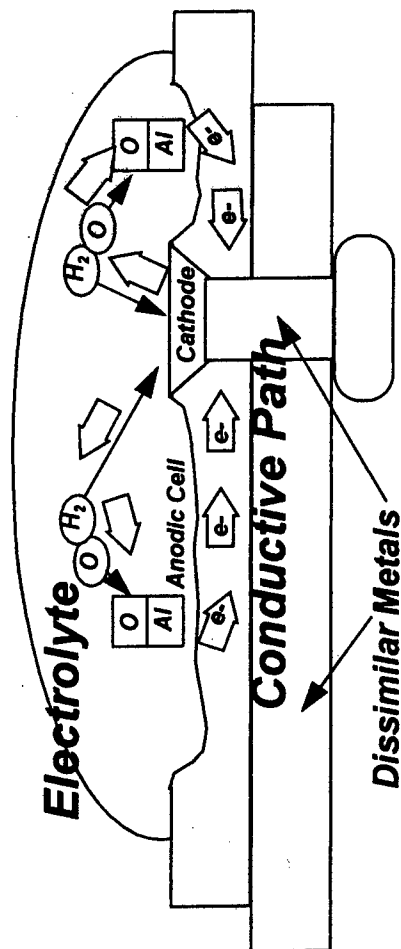 Electrolyte
H₂
O
O
Al
H₂
O
O
Al
Anodic Cell
Cathode
e-
e-
e-
e-
e-
Conductive Path
Dissimilar Metals